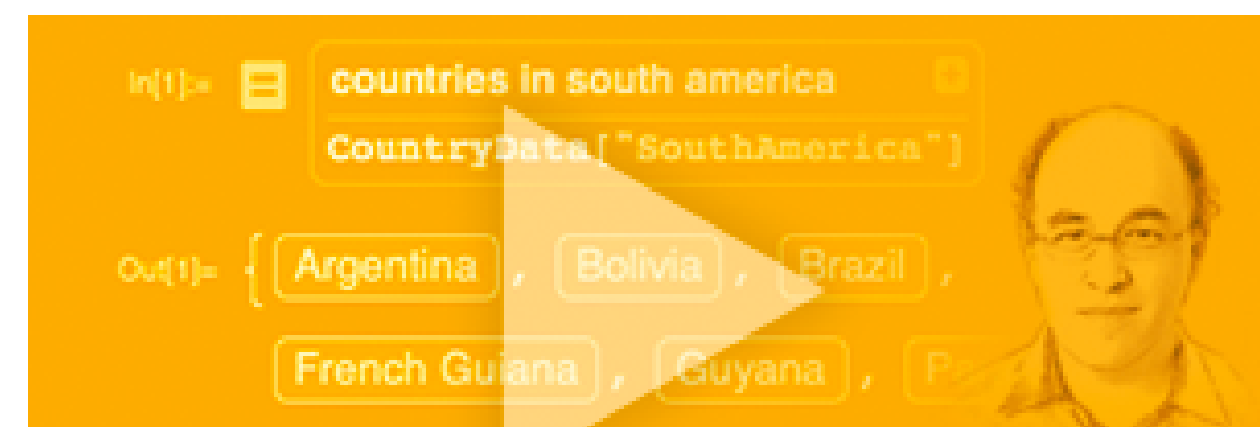 In[1]:=
countries in south america
CountryData["SouthAmerica"]
Out[1]= { Argentina , Bolivia , Brazil ,
French Guiana , Guyana ,